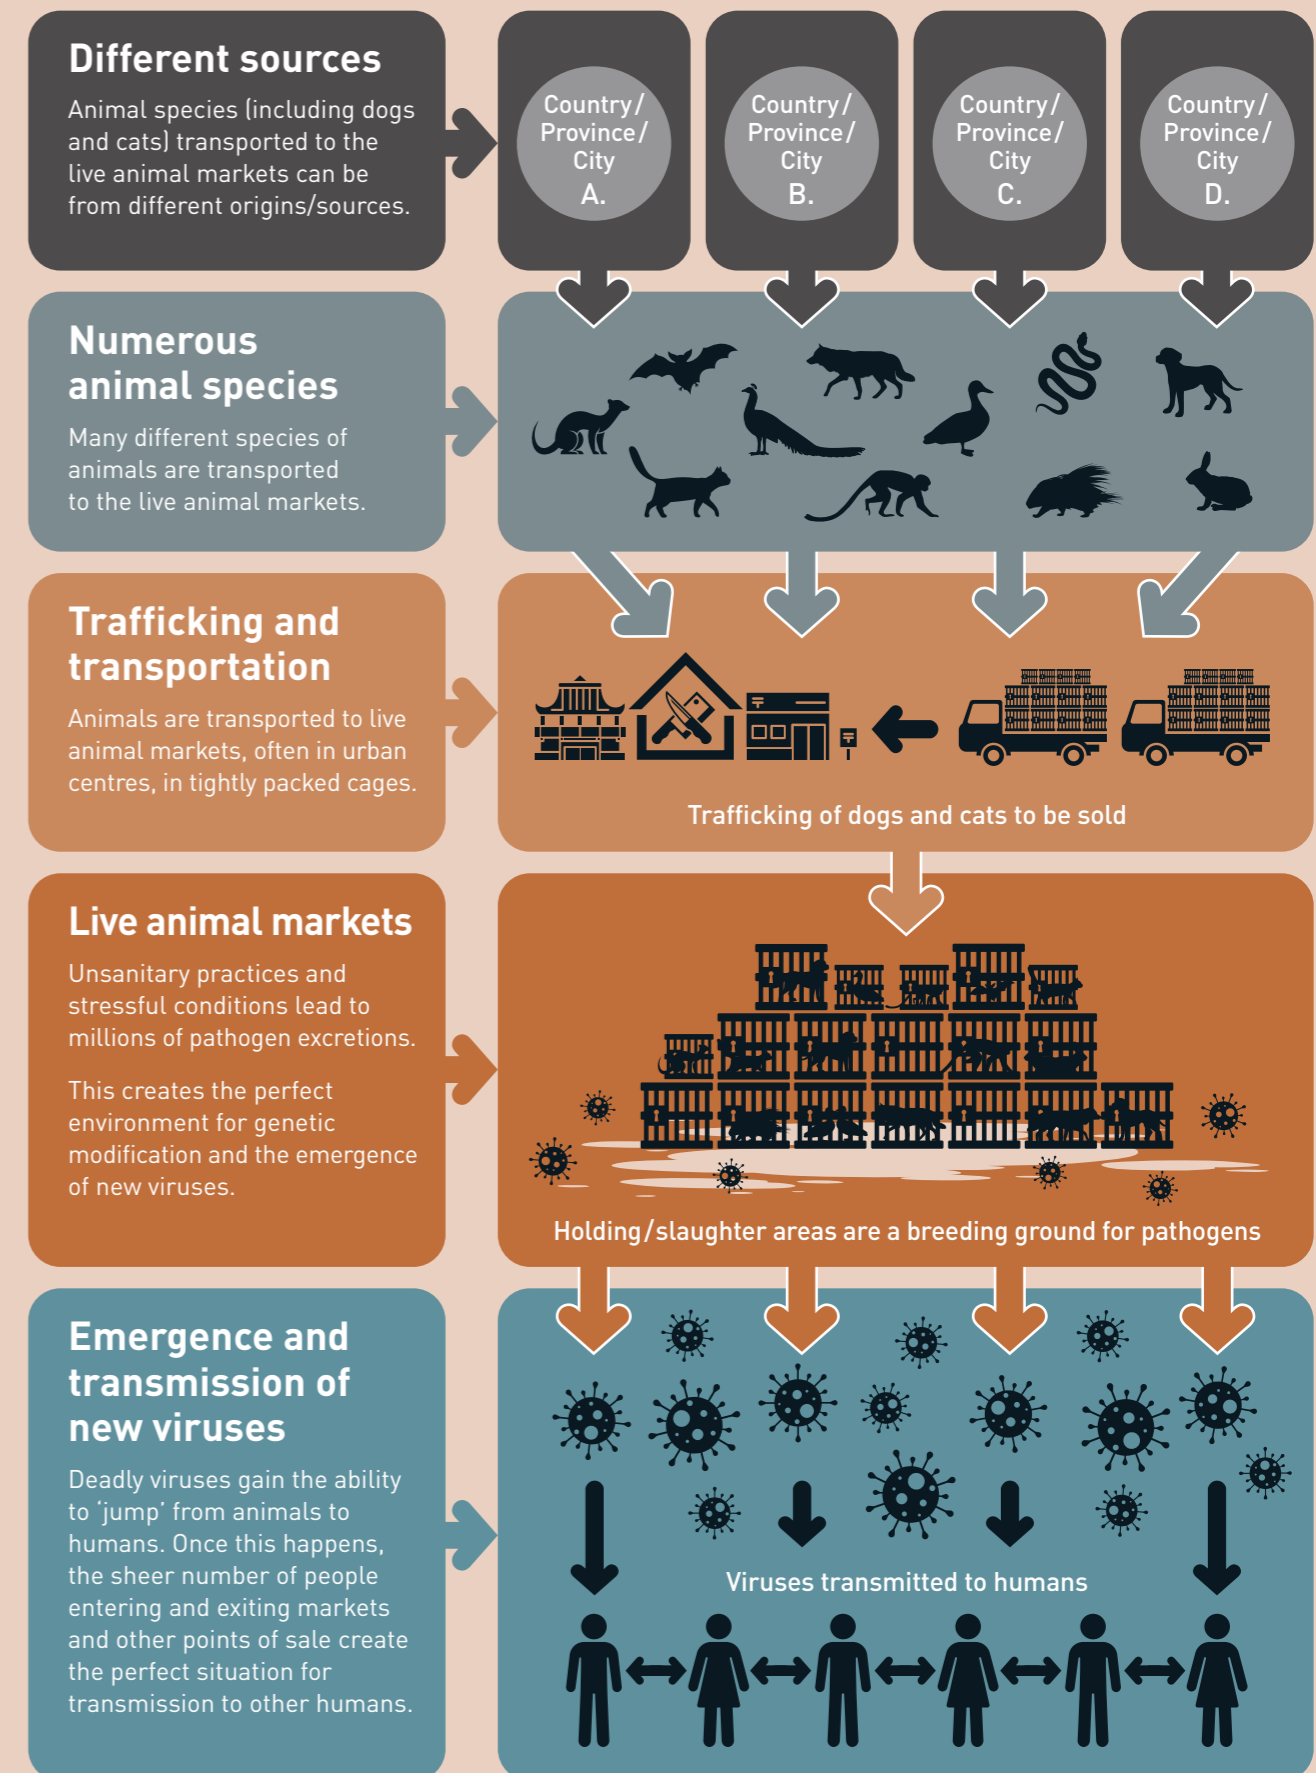 Different sources
Animal species (including dogs
and cats) transported to the
live animal markets can be
from different origins/sources.
Country/
Province/
City
A.
Country/
Province/
City
B.
Country/
Province/
City
C.
Country/
Province/
City
D.
Numerous
animal species
Many different species of
animals are transported
to the live animal markets.
Trafficking and
transportation
Animals are transported to live
animal markets, often in urban
centres, in tightly packed cages.
Trafficking of dogs and cats to be sold
Live animal markets
Unsanitary practices and
stressful conditions lead to
millions of pathogen excretions.
This creates the perfect
environment for genetic
modification and the emergence
of new viruses.
Holding/slaughter areas are a breeding ground for pathogens
Emergence and
transmission of
new viruses
Deadly viruses gain the ability
to ‘jump’ from animals to
humans. Once this happens,
the sheer number of people
entering and exiting markets
and other points of sale create
the perfect situation for
transmission to other humans.
Viruses transmitted to humans